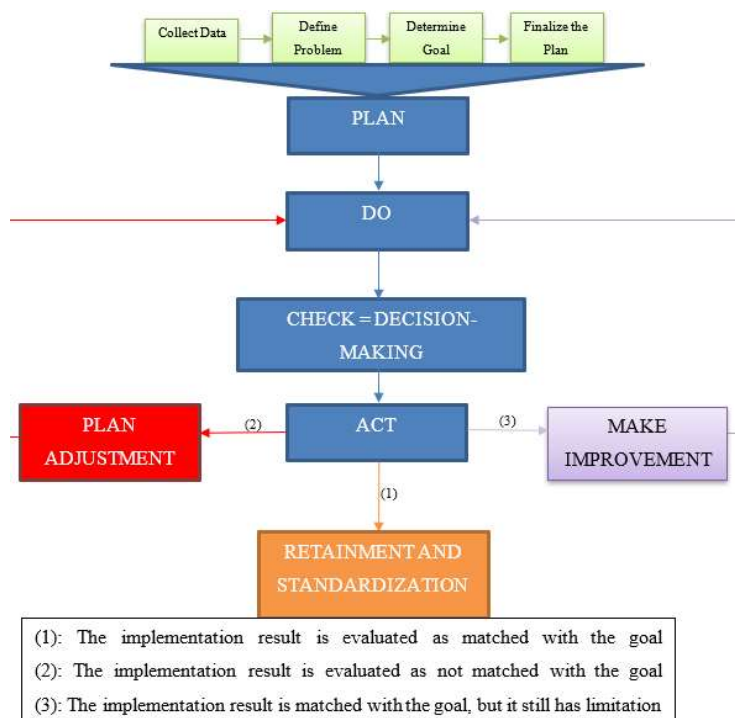 Collect Data
Define
Problem
Determine
Goal
Finalize the
Plan
PLAN
DO
CHECK = DECISION-
MAKING
PLAN
ADJUSTMENT
(2)
ACT
(3)
MAKE
IMPROVEMENT
(1)
RETAINMENT AND
STANDARDIZATION
(1): The implementation result is evaluated as matched with the goal
(2): The implementation result is evaluated as not matched with the goal
(3): The implementation result is matched with the goal, but it still has limitation